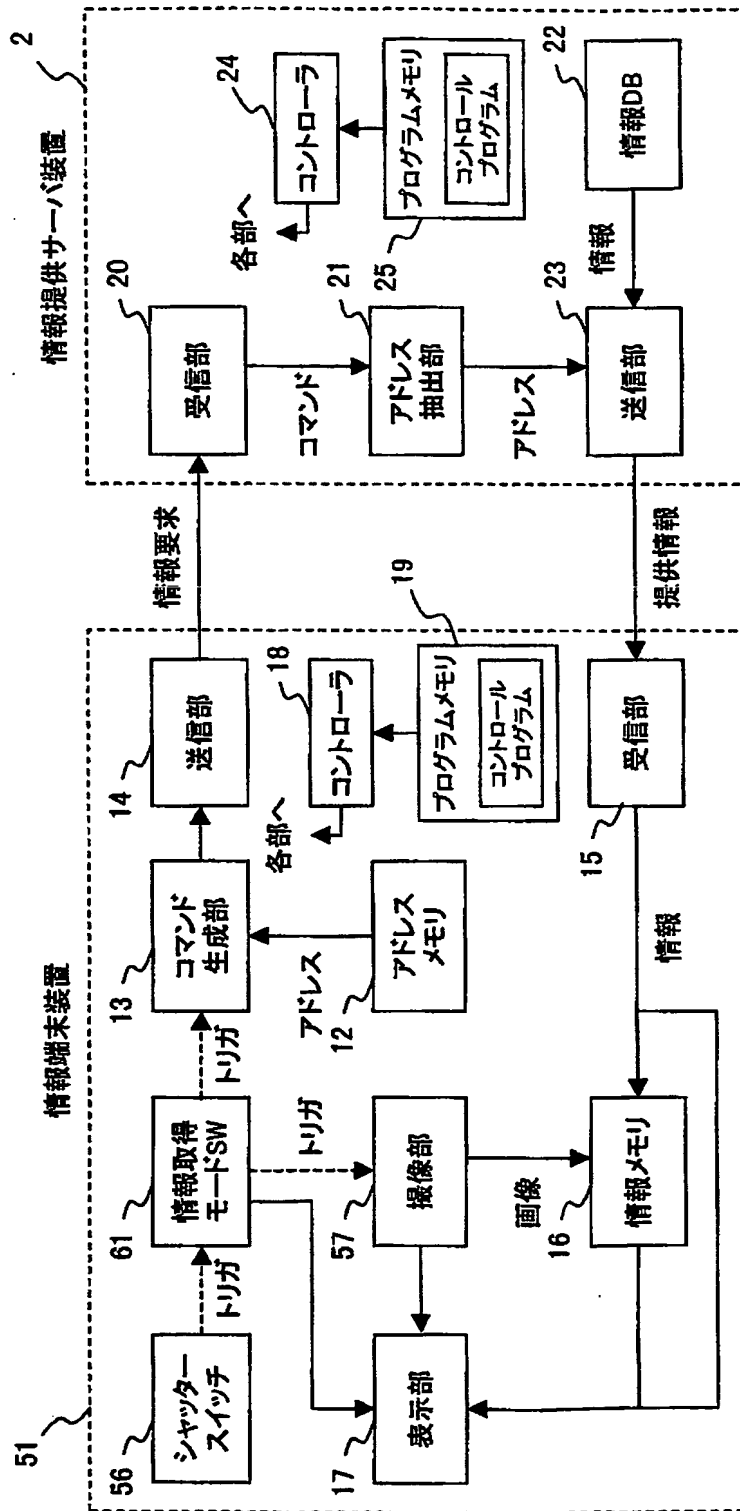 情報端末装置
51
56
シャッター
スイッチ
トリガ
61
情報取得
モードSW
トリガ
13
コマンド
生成部
14
送信部
情報要求
トリガ
アドレス
12
アドレス
メモリ
各部へ
18
コントローラ
19
プログラムメモリ
コントロール
プログラム
17
表示部
57
撮像部
画像
16
情報メモリ
情報
15
受信部
提供情報
情報提供サーバ装置
2
20
受信部
コマンド
21
アドレス
抽出部
アドレス
23
送信部
各部へ
24
コントローラ
25
プログラムメモリ
コントロール
プログラム
情報
22
情報DB